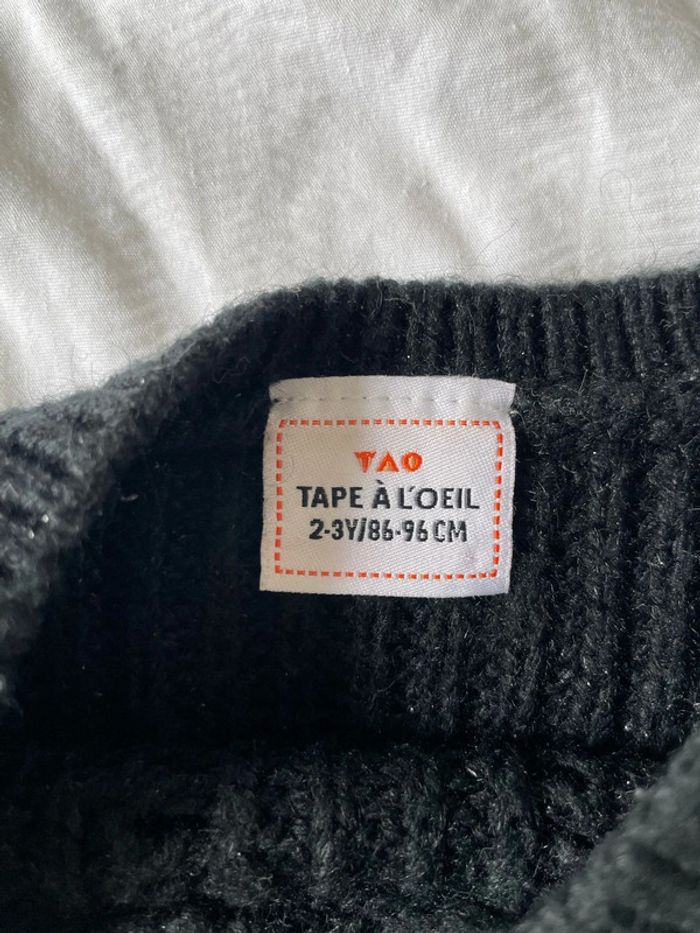 TAO
TAPE À L'OEIL
2-3Y/86-96 CM